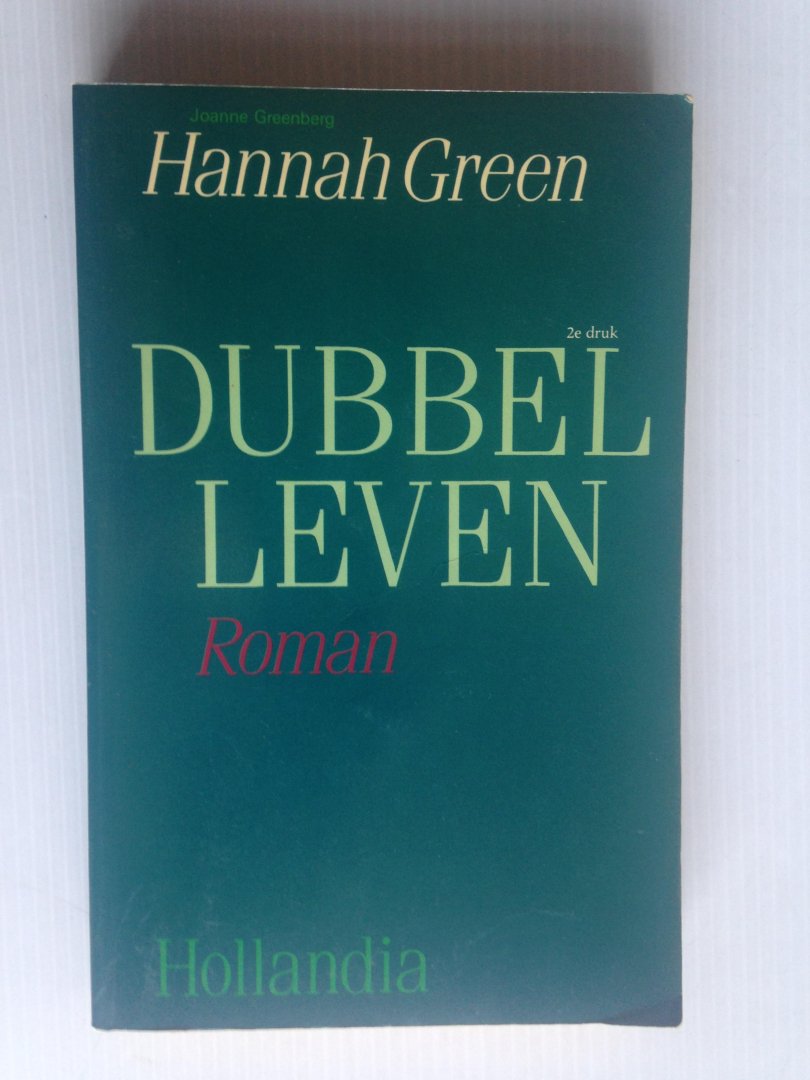 Joanne Greenberg
Hannah Green
2e druk
DUBBEL
LEVEN
Roman
Hollandia